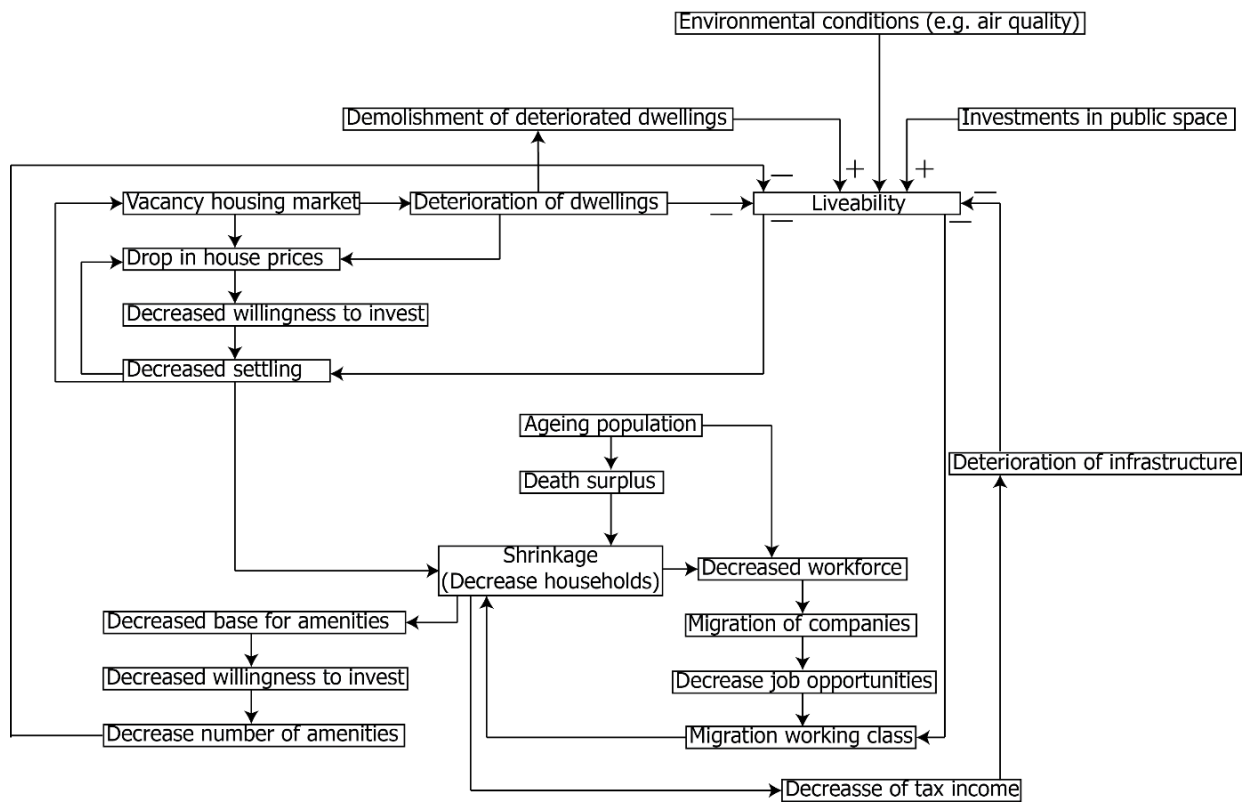 Environmental conditions (e.g. air quality)
Demolishment of deteriorated dwellings
Investments in public space
+
+
−
−
Vacancy housing market
Deterioration of dwellings
Liveability
−
−
−
Drop in house prices
Decreased willingness to invest
Decreased settling
Ageing population
Deterioration of infrastructure
Death surplus
Shrinkage
(Decrease households)
Decreased workforce
Decreased base for amenities
Migration of companies
Decreased willingness to invest
Decrease job opportunities
Decrease number of amenities
Migration working class
Decreasse of tax income